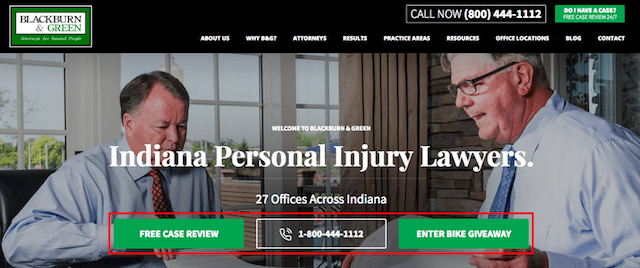 BLACKBURN
& GREEN
Attorneys for Injured People
CALL NOW (800) 444-1112
DO I HAVE A CASE?
FREE CASE REVIEW 24/7
ABOUT US WHY B&G? ATTORNEYS RESULTS PRACTICE AREAS RESOURCES OFFICE LOCATIONS BLOG CONTACT
WELCOME TO BLACKBURN & GREEN
Indiana Personal Injury Lawyers.
27 Offices Across Indiana
FREE CASE REVIEW 1-800-444-1112 ENTER BIKE GIVEAWAY